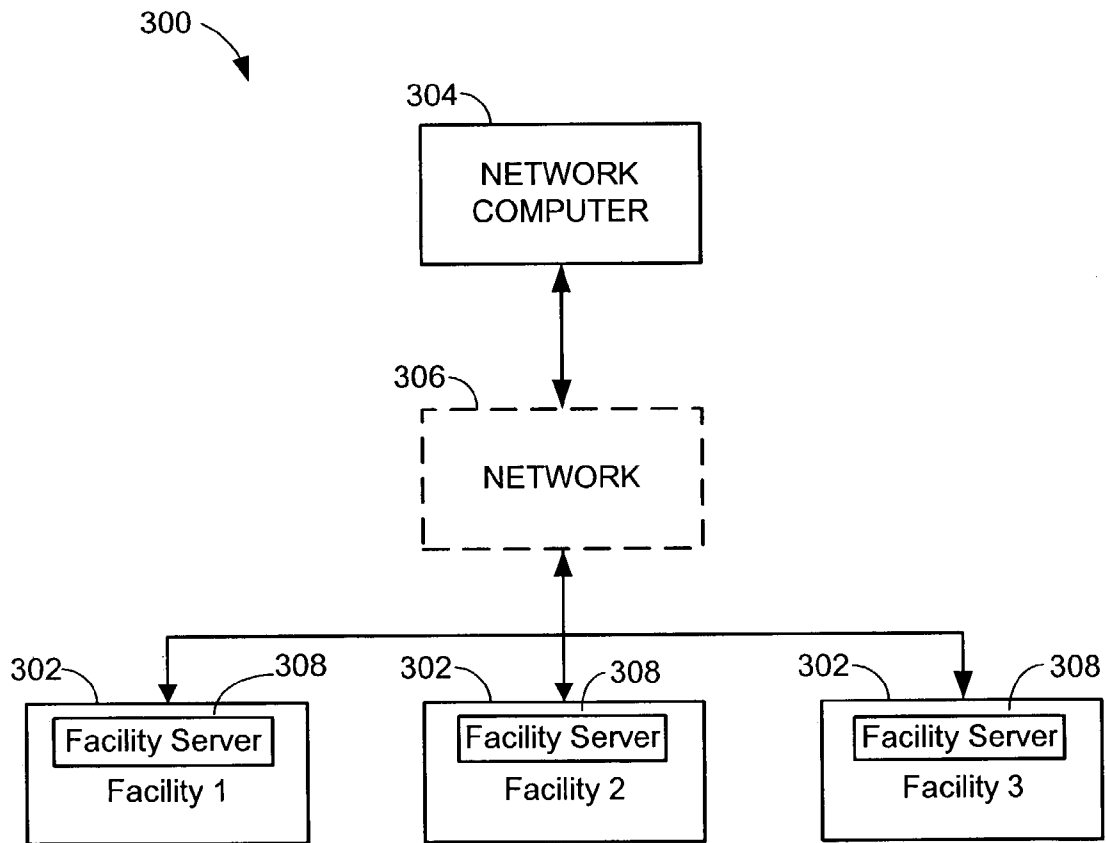 300
304
NETWORK
COMPUTER
306
NETWORK
302
308
302
308
302
308
Facility Server
Facility Server
Facility Server
Facility 1
Facility 2
Facility 3